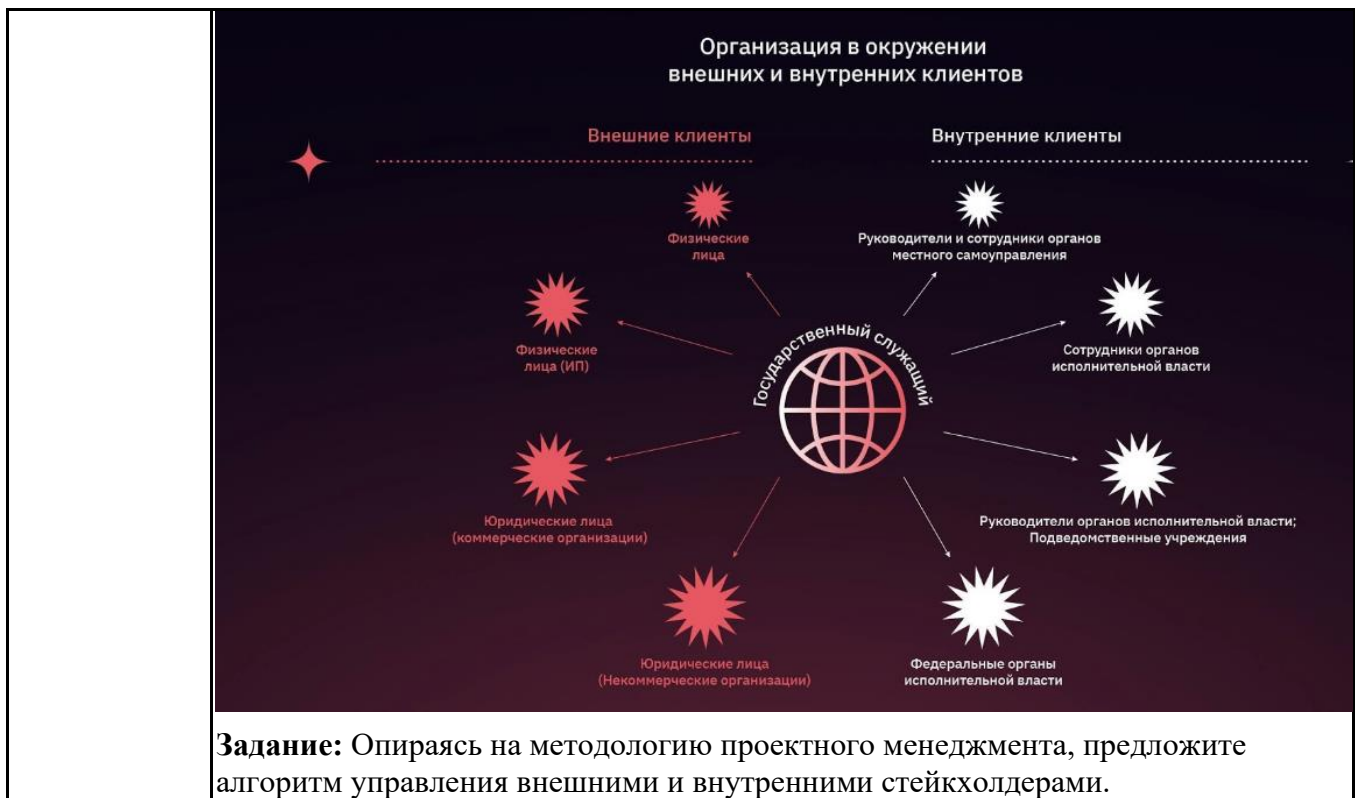 Организация в окружении
внешних и внутренних клиентов
Внешние клиенты
Внутренние клиенты
Физические
лица
Руководители и сотрудники органов
местного самоуправления
Физические
лица (ИП)
Государственный служащий
Сотрудники органов
исполнительной власти
Юридические лица
(коммерческие организации)
Руководители органов исполнительной власти;
Подведомственные учреждения
Юридические лица
(Некоммерческие организации)
Федеральные органы
исполнительной власти
Задание: Опираясь на методологию проектного менеджмента, предложите
алгоритм управления внешними и внутренними стейкхолдерами.